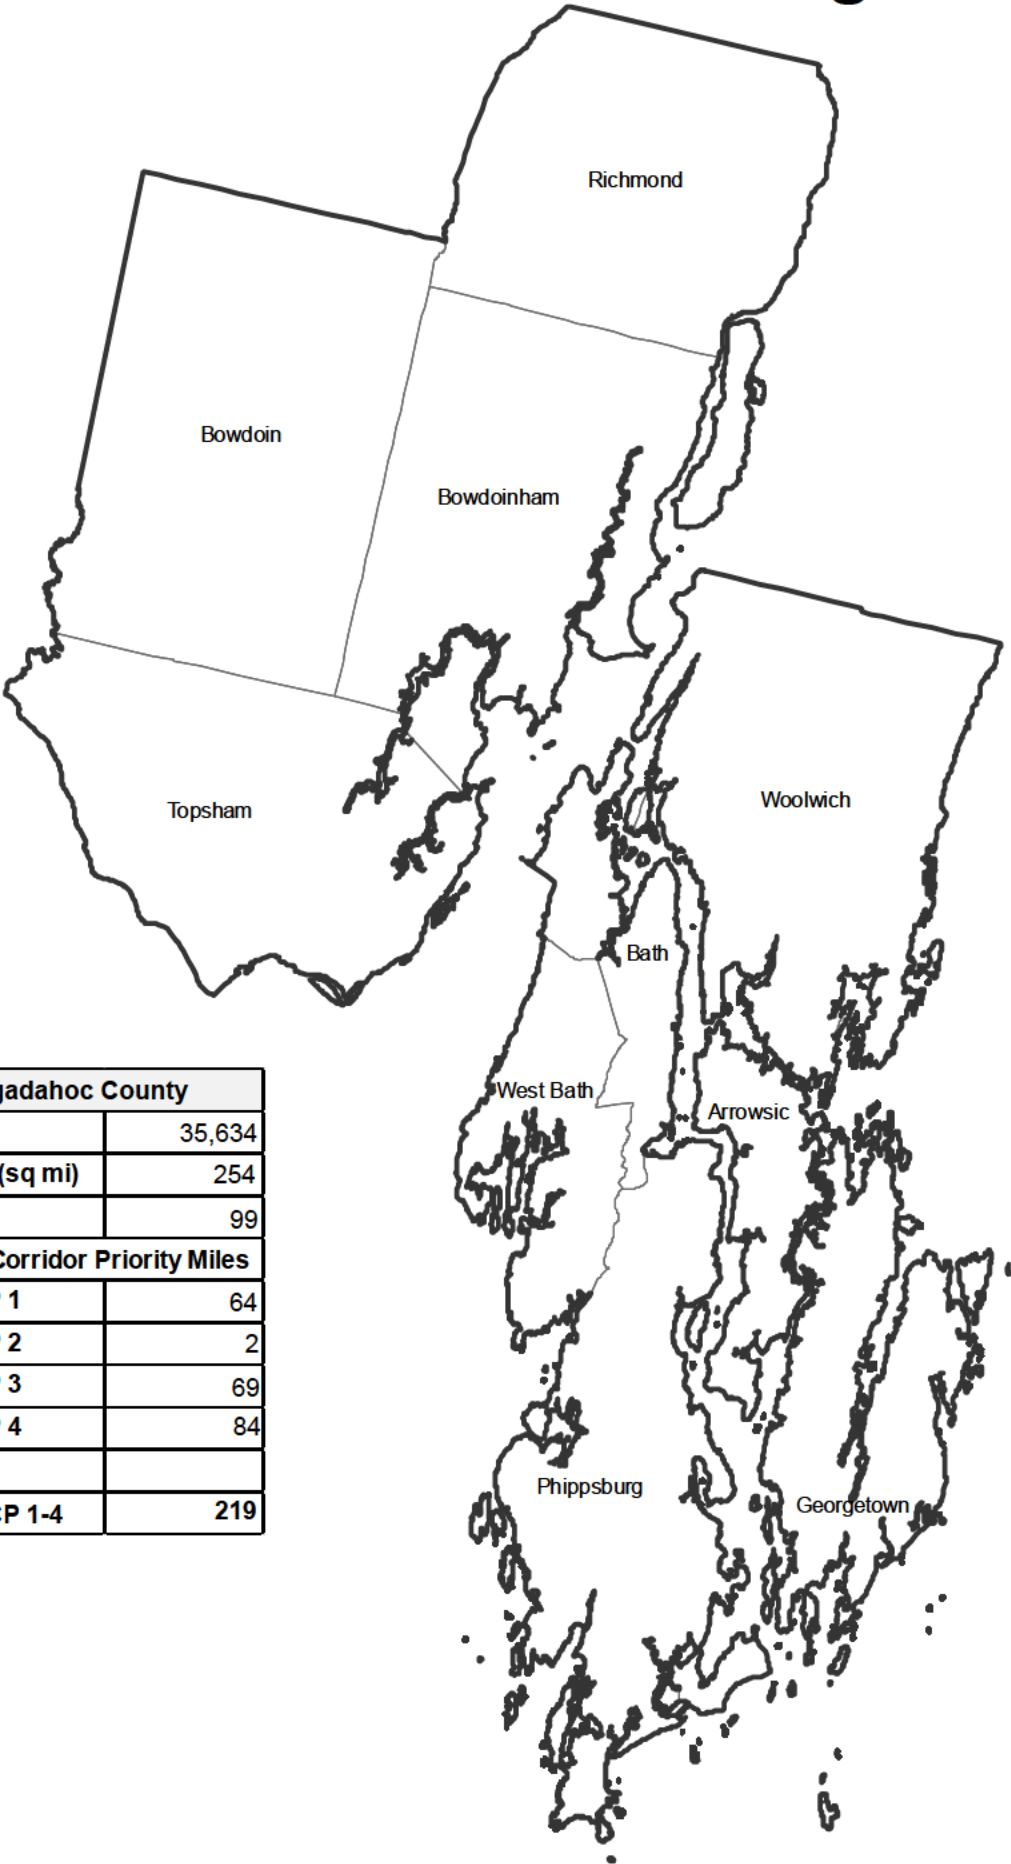 g
Richmond
Bowdoin
Bowdoinham
Woolwich
Topsham
Bath
West Bath
Arrowsic
Phippsburg
Georgetown
gadahoc County
35,634
(sq mi) 254
99
Corridor Priority Miles
1 64
2 2
3 69
4 84
CP 1-4 219